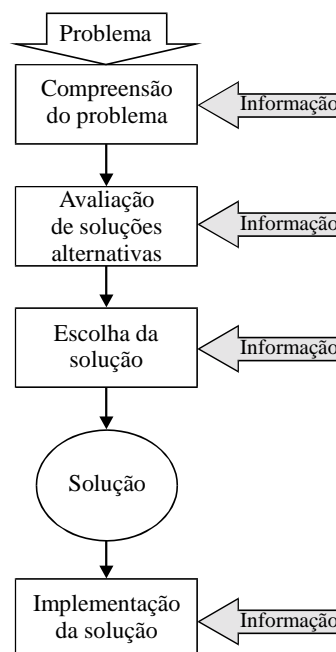 Problema
Compreensão
do problema
Informação
Avaliação
de soluções
alternativas
Informação
Escolha da
solução
Informação
Solução
Implementação
da solução
Informação